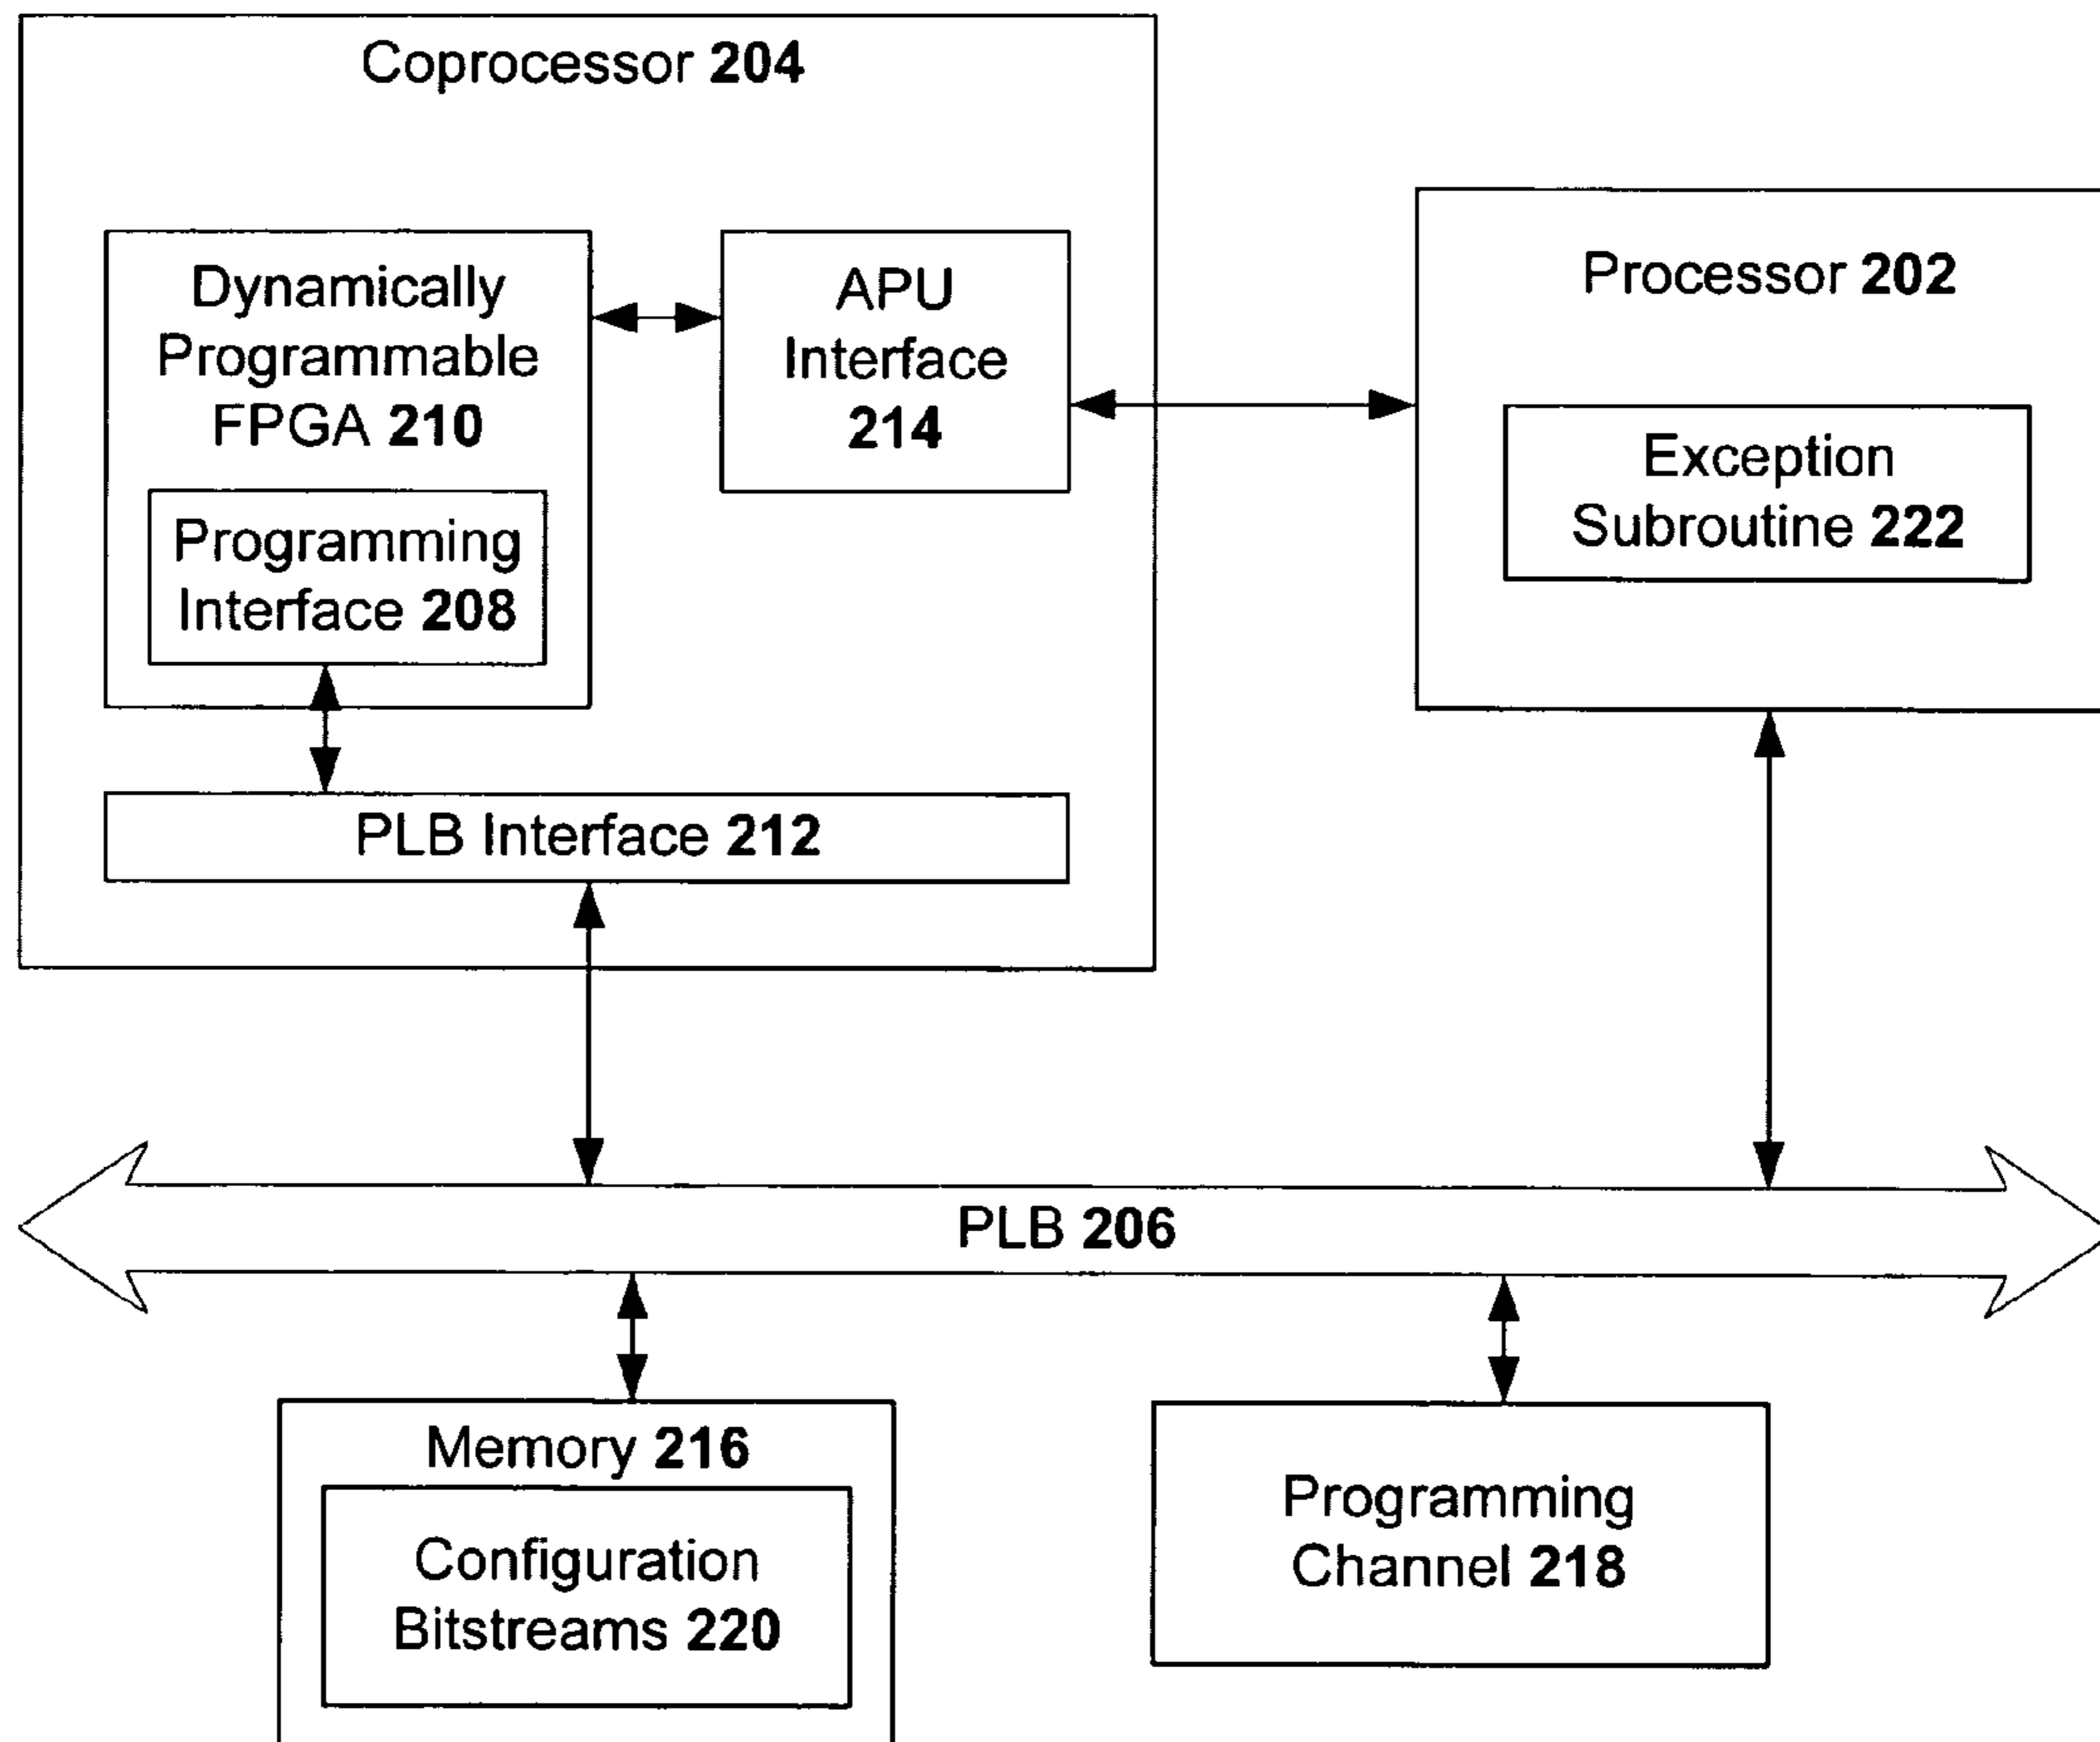 Coprocessor 204
Dynamically
Programmable
FPGA 210
APU
Interface
214
Programming
Interface 208
PLB Interface 212
Processor 202
Exception
Subroutine 222
PLB 206
Memory 216
Configuration
Bitstreams 220
Programming
Channel 218